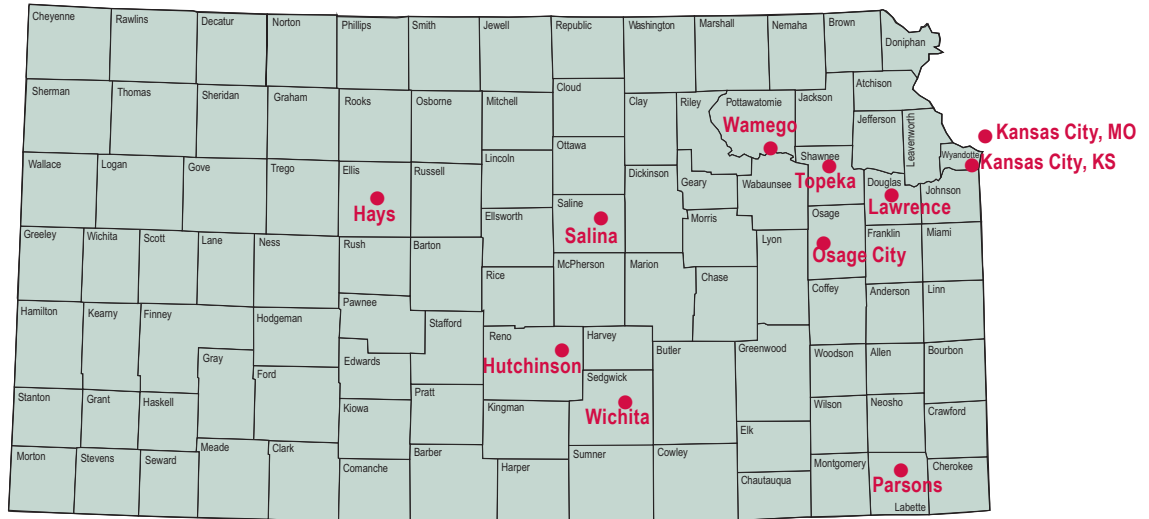 Cheyenne
Rawlins
Decatur
Norton
Phillips
Smith
Jewell
Republic
Washington
Marshall
Nemaha
Brown
Doniphan
Sherman
Thomas
Sheridan
Graham
Rooks
Osborne
Mitchell
Cloud
Clay
Riley
Pottawatomie
Jackson
Atchison
Jefferson
Leavenworth
Wamego
Kansas City, MO
Wyandotte
Kansas City, KS
Wallace
Logan
Gove
Trego
Ellis
Russell
Lincoln
Ottawa
Dickinson
Geary
Wabaunsee
Shawnee
Topeka
Douglas
Johnson
Lawrence
Hays
Ellsworth
Saline
Salina
Morris
Osage
Osage City
Greeley
Wichita
Scott
Lane
Ness
Rush
Barton
Rice
McPherson
Marion
Chase
Lyon
Franklin
Miami
Hamilton
Kearny
Finney
Hodgeman
Pawnee
Stafford
Coffey
Anderson
Linn
Gray
Ford
Edwards
Reno
Hutchinson
Harvey
Butler
Greenwood
Woodson
Allen
Bourbon
Sedgwick
Wichita
Stanton
Grant
Haskell
Kiowa
Pratt
Kingman
Elk
Wilson
Neosho
Crawford
Morton
Stevens
Seward
Meade
Clark
Comanche
Barber
Harper
Sumner
Cowley
Chautauqua
Montgomery
Parsons
Labette
Cherokee